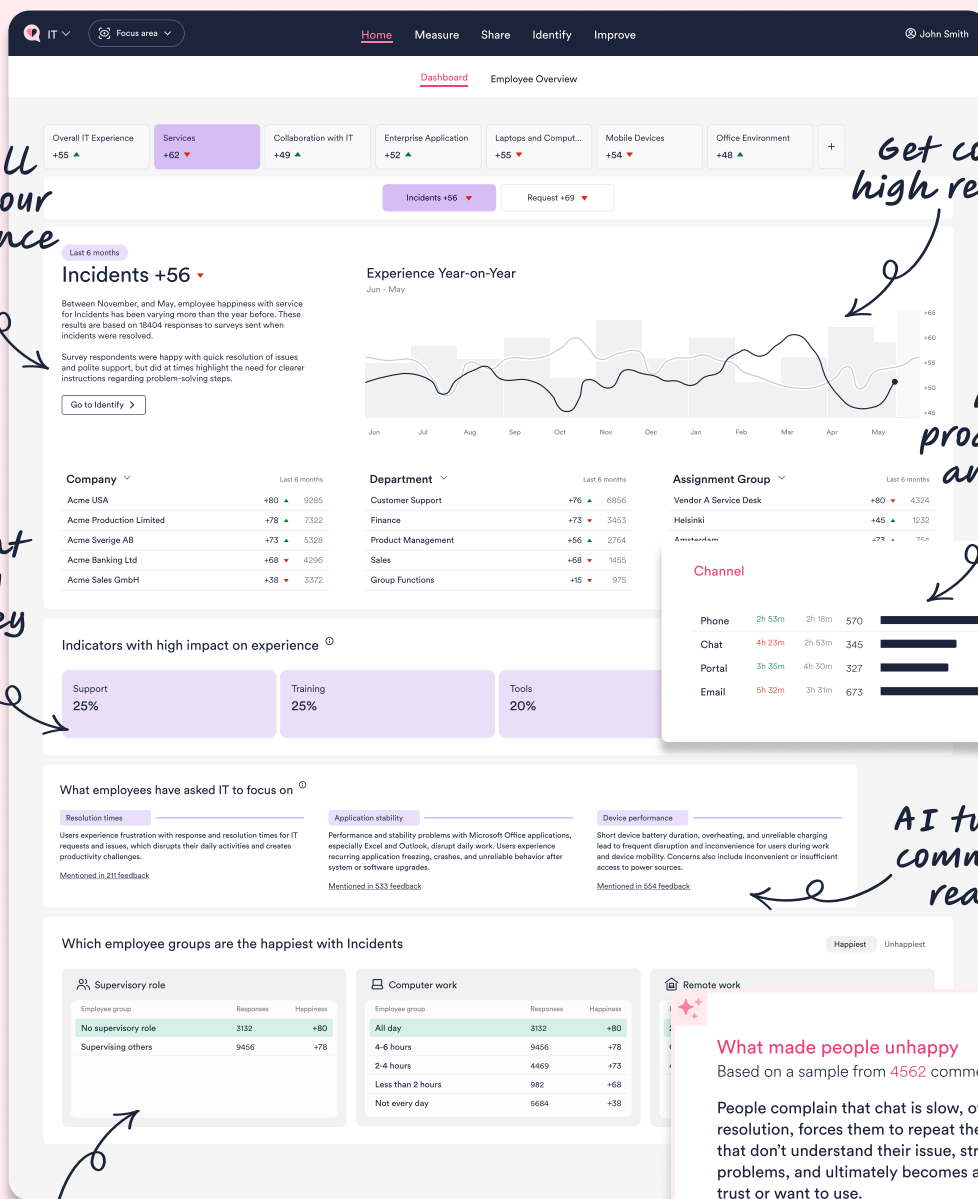 IT
Focus area
Home Measure Share Identify Improve
John Smith
Dashboard Employee Overview
Overall IT Experience
+55
Services
+62
Collaboration with IT
+49
Enterprise Application
+52
Laptops and Comput...
+55
Mobile Devices
+54
Office Environment
+48
+
Get
high
Incidents +56 Request +69
Last 6 months
Incidents +56
Between November, and May, employee happiness with service
for Incidents has been varying more than the year before. These
results are based on 18404 responses to surveys sent when
incidents were resolved.
Survey respondents were happy with quick resolution of issues
and polite support, but did at times highlight the need for clearer
instructions regarding problem-solving steps.
Go to Identify
Experience Year-on-Year
Jun - May
+65
+60
+55
+50
+45
Jun Jul Aug Sep Oct Nov Dec Jan Feb Mar Apr May
Company Last 6 months
Acme USA +80 9285
Acme Production Limited +78 7322
Acme Sverige AB +73 5328
Acme Banking Ltd +68 4296
Acme Sales GmbH +38 3372
Department Last 6 months
Customer Support +76 6856
Finance +73 3453
Product Management +56 2764
Sales +68 1455
Group Functions +15 975
Assignment Group Last 6 months
Vendor A Service Desk +80 4324
Helsinki +45 1232
Amsterdam +73 754
Channel
Phone 2h 53m 2h 18m 570
Chat 4h 23m 2h 53m 345
Portal 3h 35m 4h 30m 327
Email 5h 32m 3h 31m 673
Indicators with high impact on experience
Support
25%
Training
25%
Tools
20%
What employees have asked IT to focus on
Resolution times
Users experience frustration with response and resolution times for IT
requests and issues, which disrupts their daily activities and creates
productivity challenges.
Mentioned in 211 feedback
Application stability
Performance and stability problems with Microsoft Office applications,
especially Excel and Outlook, disrupt daily work. Users experience
recurring application freezing, crashes, and unreliable behavior after
system or software upgrades.
Mentioned in 533 feedback
Device performance
Short device battery duration, overheating, and unreliable charging
lead to frequent disruption and inconvenience for users during work
and device mobility. Concerns also include inconvenient or insufficient
access to power sources.
Mentioned in 554 feedback
AI
Which employee groups are the happiest with Incidents
Happiest Unhappiest
Supervisory role
Employee group Responses Happiness
No supervisory role 3132 +80
Supervising others 9456 +78
Computer work
Employee group Responses Happiness
All day 3132 +80
4-6 hours 9456 +78
2-4 hours 4469 +73
Less than 2 hours 982 +68
Not every day 5684 +38
Remote work
What made people unhappy
Based on a sample from 4562
People complain that chat is slow,
resolution, forces them to repeat the
that don't understand their issue,
problems, and ultimately becomes a
trust or want to use.